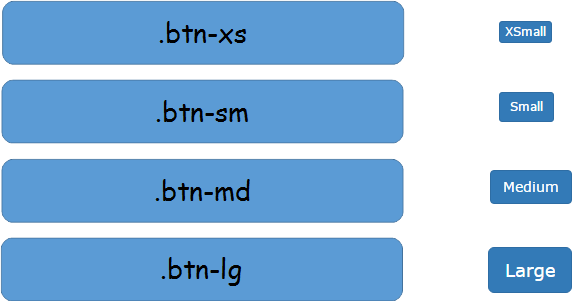 .btn-xs XSmall
.btn-sm Small
.btn-md Medium
.btn-lg Large